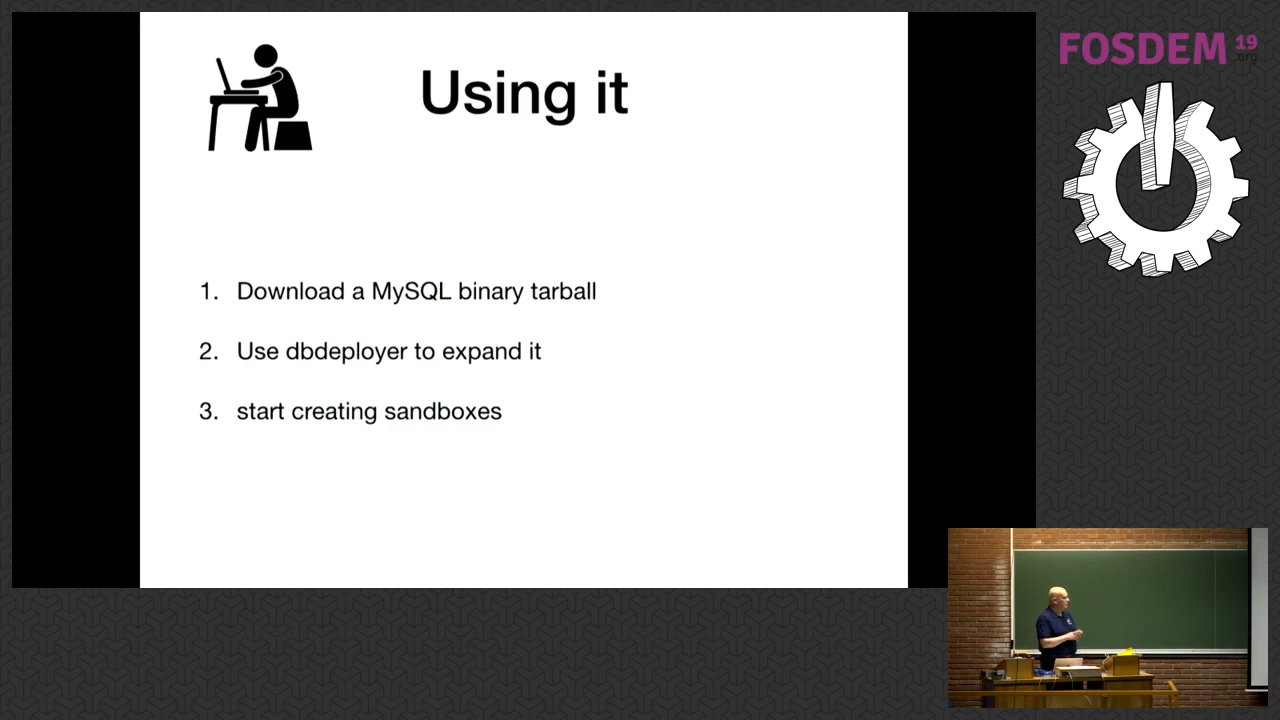 Using it
1. Download a MySQL binary tarball
2. Use dbdeployer to expand it
3. start creating sandboxes
FOSDEM 19
.org